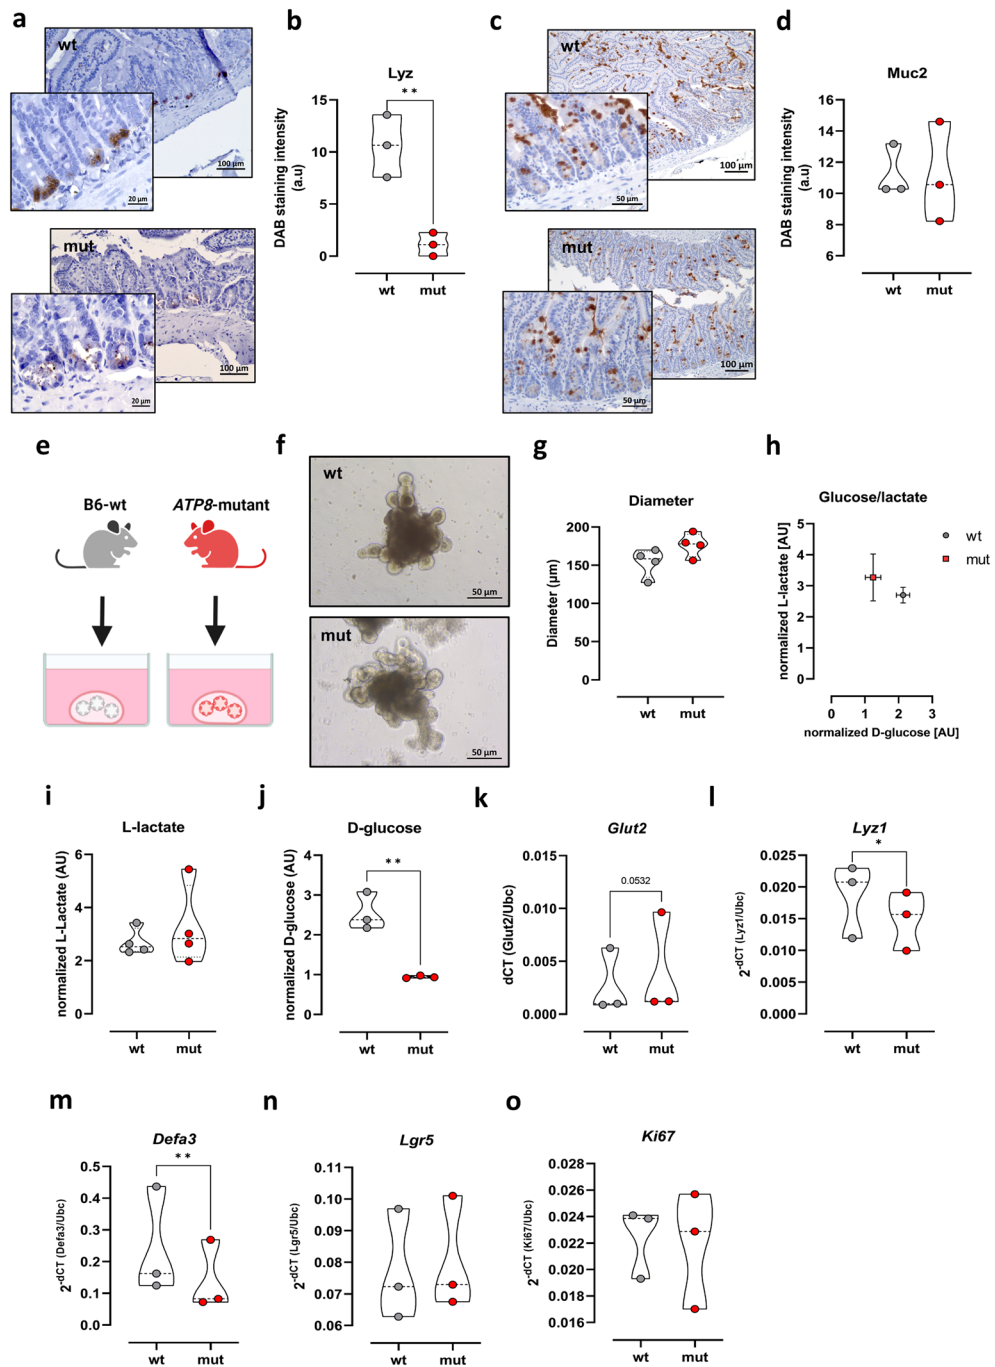 a
wt
100 µm
20 µm
mut
100 µm
20 µm
b
Lyz
**
15
10
5
0
DAB staining intensity
(a.u)
wt
mut
c
wt
100 µm
50 µm
mut
100 µm
50 µm
d
Muc2
16
14
12
10
8
6
DAB staining intensity
(a.u)
wt
mut
e
B6-wt
ATP8-mutant
f
wt
50 µm
mut
50 µm
g
Diameter
200
150
100
50
0
Diameter (µm)
wt
mut
h
Glucose/lactate
5
4
3
2
1
0
normalized L-lactate [AU]
0
1
2
3
normalized D-glucose [AU]
wt
mut
i
L-lactate
6
4
2
0
normalized L-Lactate (AU)
wt
mut
j
D-glucose
**
4
3
2
1
0
normalized D-glucose (AU)
wt
mut
k
Glut2
0.0532
0.015
0.010
0.005
0.000
dCT (Glut2/Ubc)
wt
mut
l
Lyz1
*
0.025
0.020
0.015
0.010
0.005
0.000
2-dCT (Lyz1/Ubc)
wt
mut
m
Defa3
**
0.5
0.4
0.3
0.2
0.1
0.0
2-dCT (Defa3/Ubc)
wt
mut
n
Lgr5
0.11
0.10
0.09
0.08
0.07
0.06
2-dCT (Lgr5/Ubc)
wt
mut
o
Ki67
0.028
0.026
0.024
0.022
0.020
0.018
0.016
2-dCT (Ki67/Ubc)
wt
mut